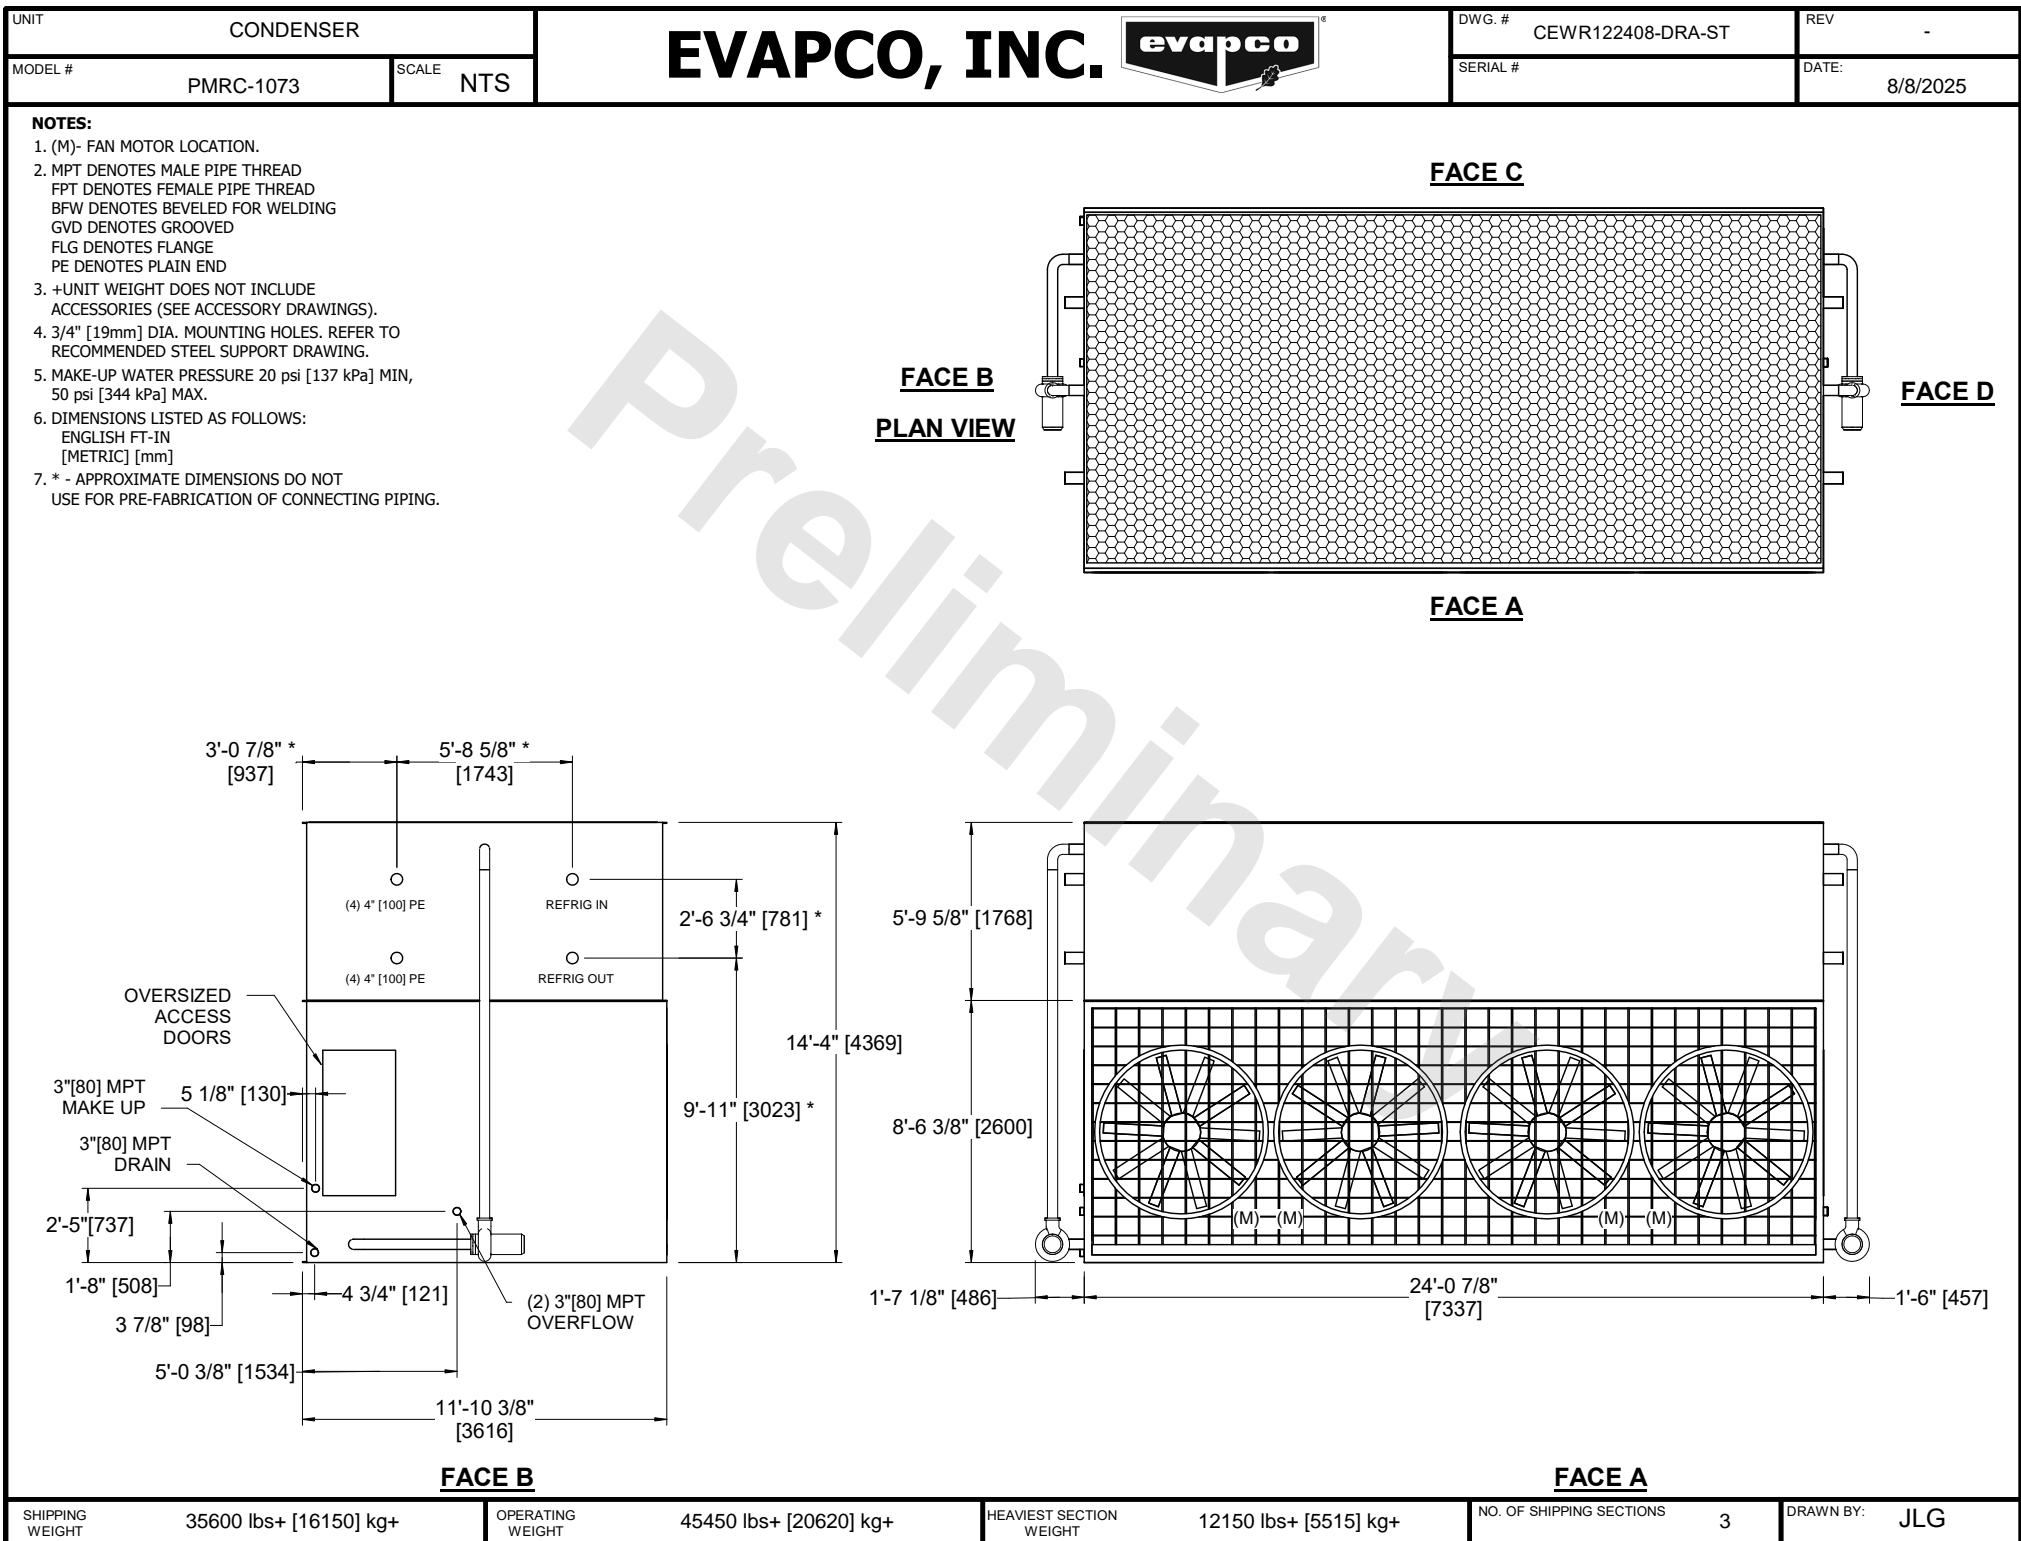 UNIT
CONDENSER
MODEL #
PMRC-1073
SCALE
NTS
EVAPCO, INC.
evapco
®
DWG. #
CEWR122408-DRA-ST
REV
-
SERIAL #
DATE:
8/8/2025
NOTES:
1. (M)- FAN MOTOR LOCATION.
2. MPT DENOTES MALE PIPE THREAD
FPT DENOTES FEMALE PIPE THREAD
BFW DENOTES BEVELED FOR WELDING
GVD DENOTES GROOVED
FLG DENOTES FLANGE
PE DENOTES PLAIN END
3. +UNIT WEIGHT DOES NOT INCLUDE
ACCESSORIES (SEE ACCESSORY DRAWINGS).
4. 3/4" [19mm] DIA. MOUNTING HOLES. REFER TO
RECOMMENDED STEEL SUPPORT DRAWING.
5. MAKE-UP WATER PRESSURE 20 psi [137 kPa] MIN,
50 psi [344 kPa] MAX.
6. DIMENSIONS LISTED AS FOLLOWS:
ENGLISH FT-IN
[METRIC] [mm]
7. * - APPROXIMATE DIMENSIONS DO NOT
USE FOR PRE-FABRICATION OF CONNECTING PIPING.
FACE C
FACE B
PLAN VIEW
FACE D
FACE A
Preliminary
3'-0 7/8" *
[937]
5'-8 5/8" *
[1743]
(4) 4" [100] PE
REFRIG IN
2'-6 3/4" [781] *
(4) 4" [100] PE
REFRIG OUT
OVERSIZED
ACCESS
DOORS
14'-4" [4369]
3"[80] MPT
MAKE UP
5 1/8" [130]
9'-11" [3023] *
3"[80] MPT
DRAIN
2'-5"[737]
1'-8" [508]
4 3/4" [121]
3 7/8" [98]
(2) 3"[80] MPT
OVERFLOW
5'-0 3/8" [1534]
11'-10 3/8"
[3616]
FACE B
5'-9 5/8" [1768]
8'-6 3/8" [2600]
(M) (M) (M) (M)
1'-7 1/8" [486]
24'-0 7/8"
[7337]
1'-6" [457]
FACE A
SHIPPING
WEIGHT
35600 lbs+ [16150] kg+
OPERATING
WEIGHT
45450 lbs+ [20620] kg+
HEAVIEST SECTION
WEIGHT
12150 lbs+ [5515] kg+
NO. OF SHIPPING SECTIONS
3
DRAWN BY:
JLG